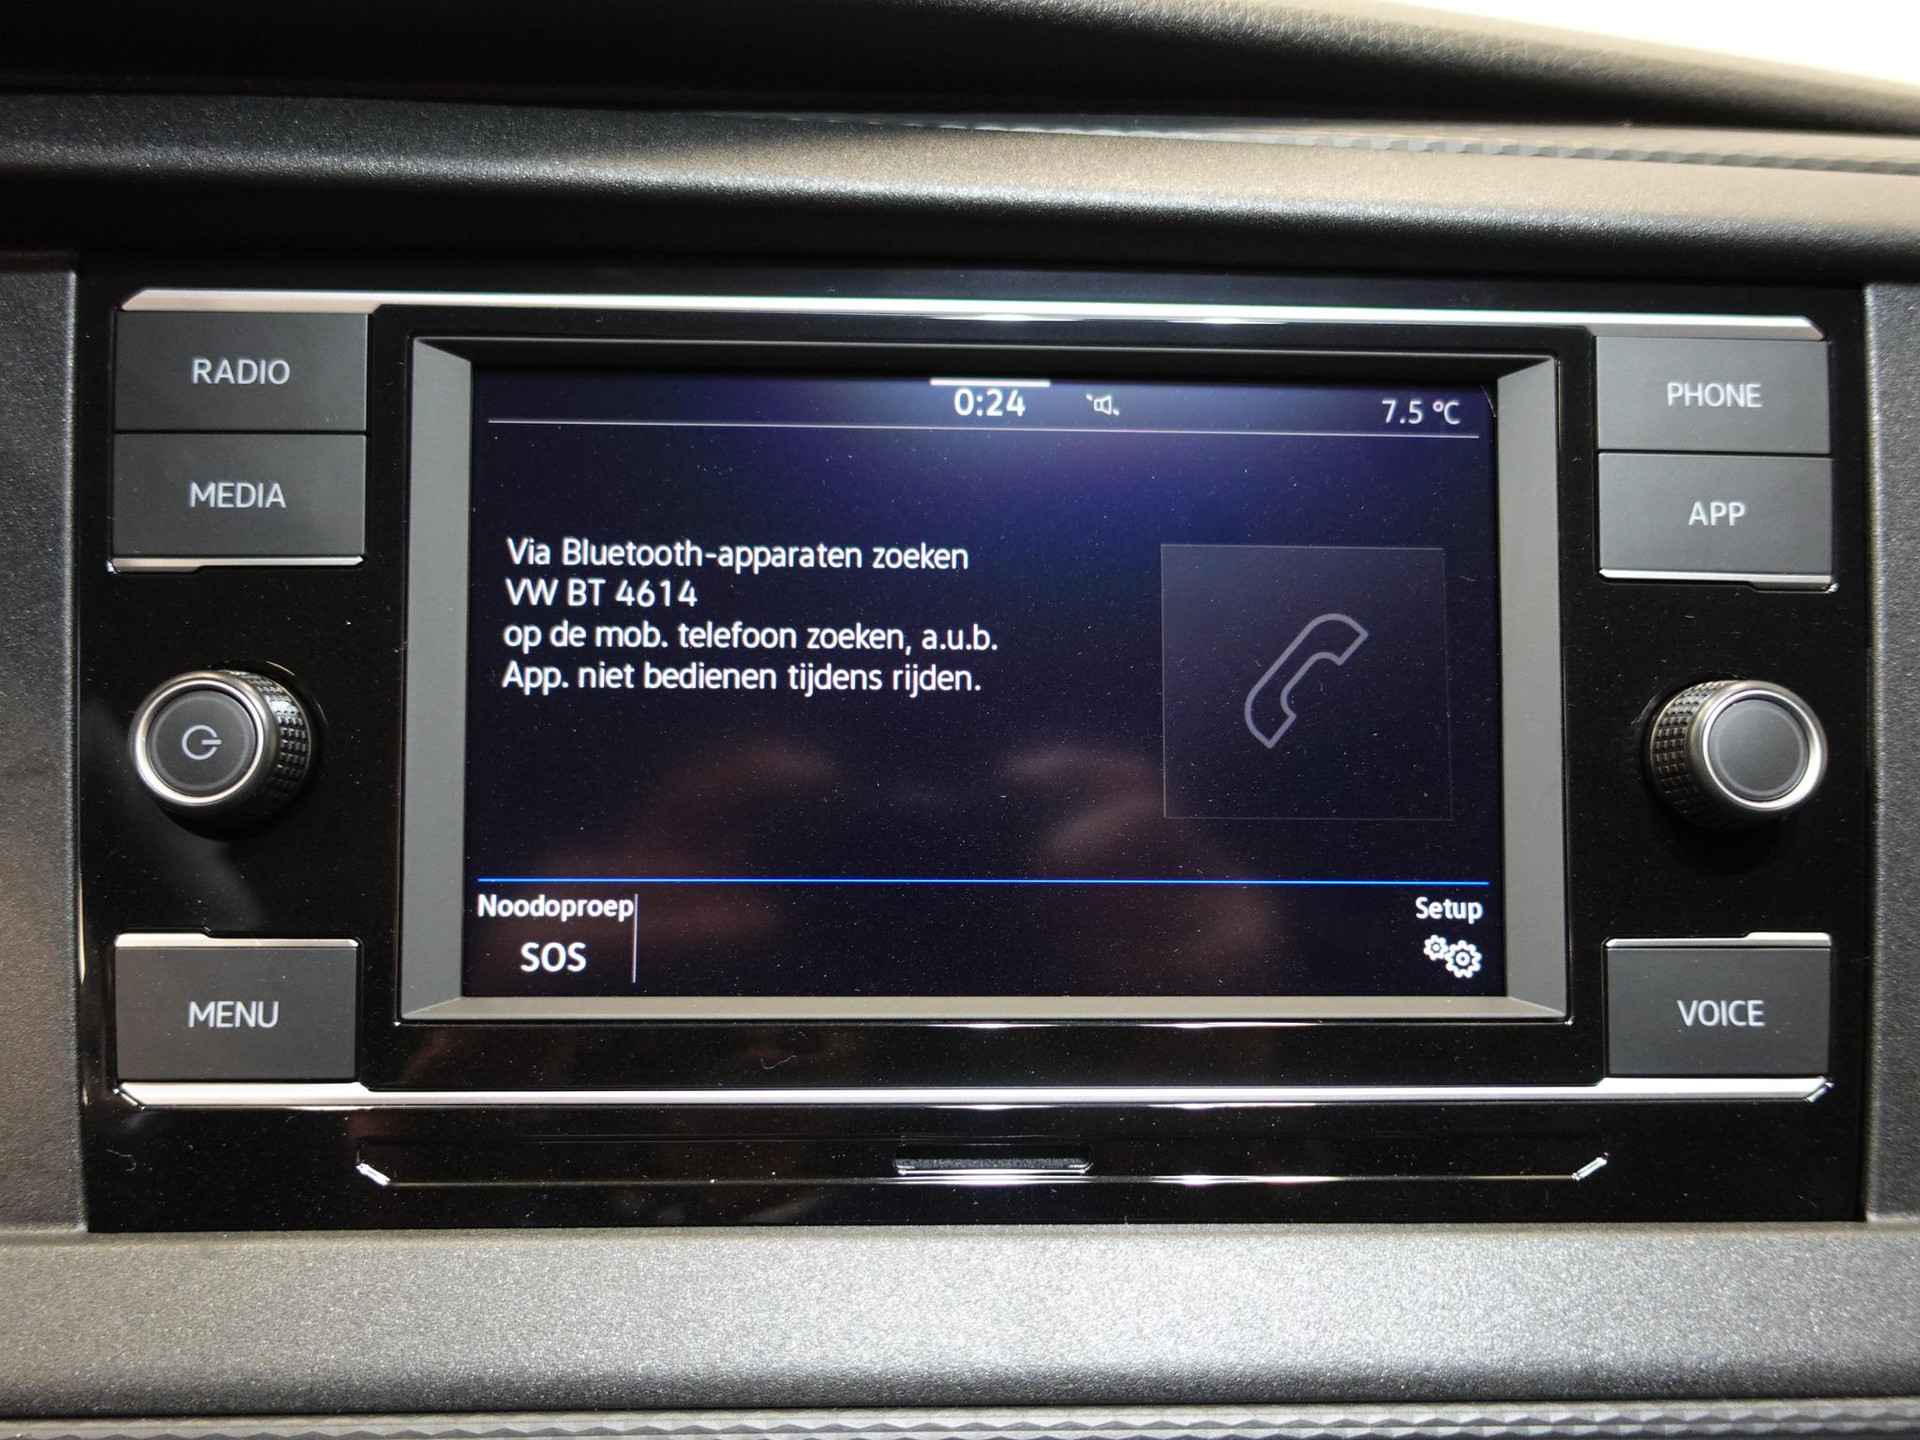 RADIO
MEDIA
MENU
0:24
7.5 °C
Via Bluetooth-apparaten zoeken
VW BT 4614
op de mob. telefoon zoeken, a.u.b.
App. niet bedienen tijdens rijden.
Noodoproep
SOS
Setup
PHONE
APP
VOICE